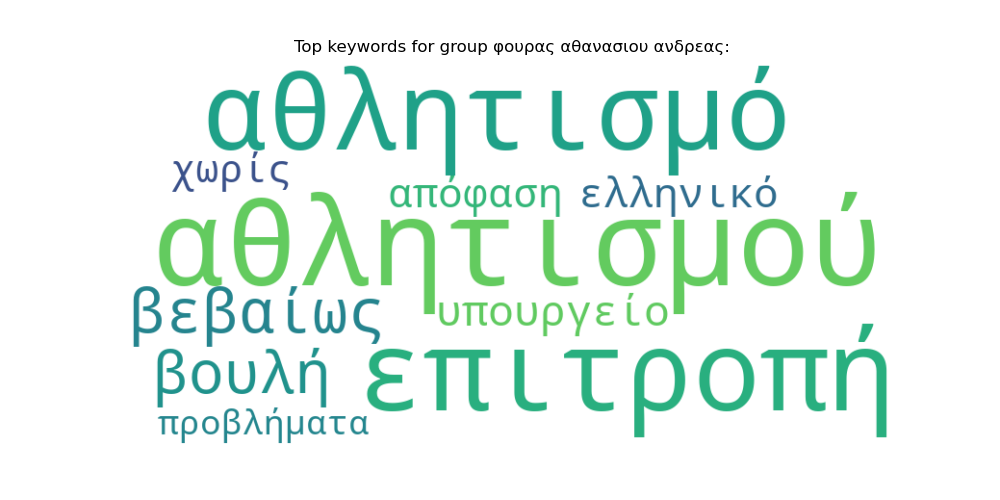 Top keywords for group φουρας αθανασιου ανδρεας:
αθλητισμό
χωρίς
απόφαση ελληνικό
αθλητισμού
βεβαίως υπουργείο
βουλή επιτροπή
προβλήματα